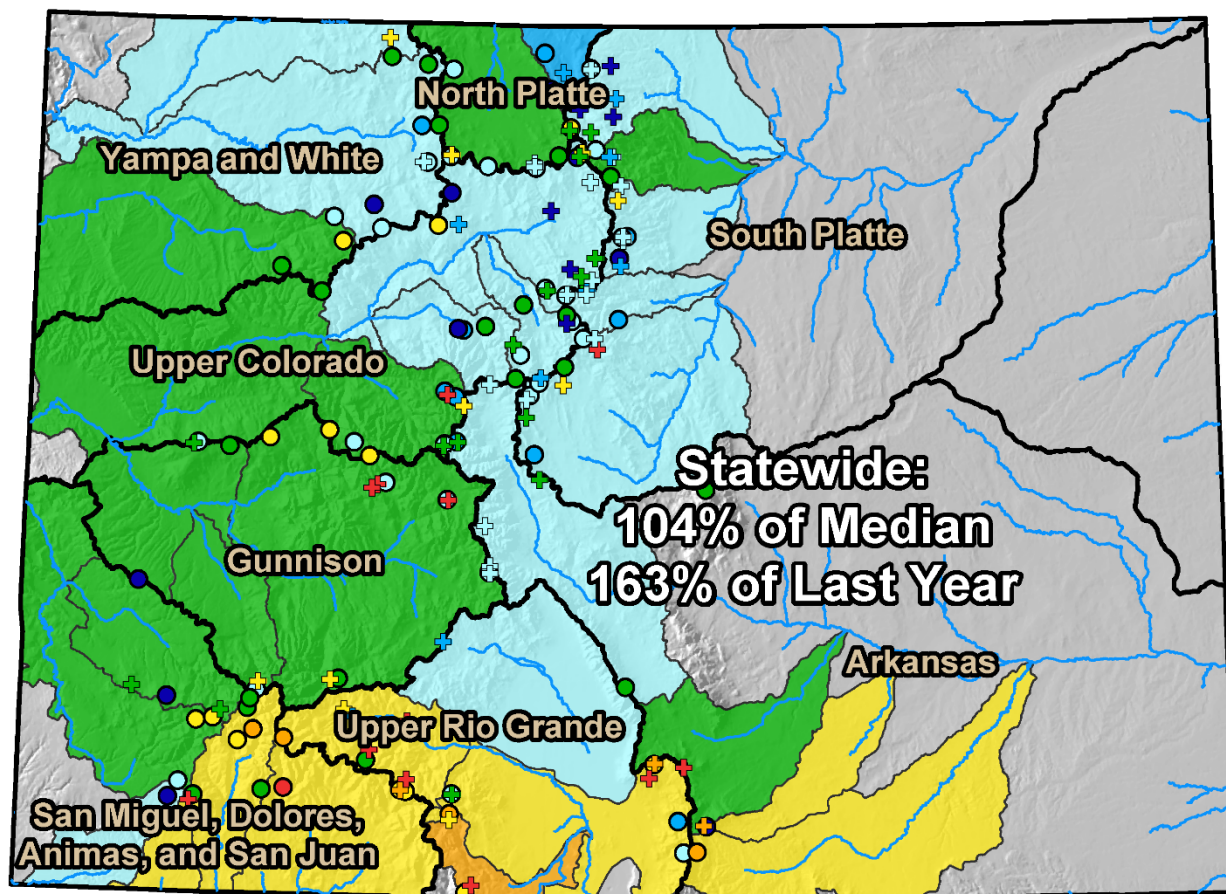 North Platte
Yampa and White
South Platte
Upper Colorado
Statewide:
104% of Median
163% of Last Year
Gunnison
Arkansas
Upper Rio Grande
San Miguel, Dolores,
Animas, and San Juan